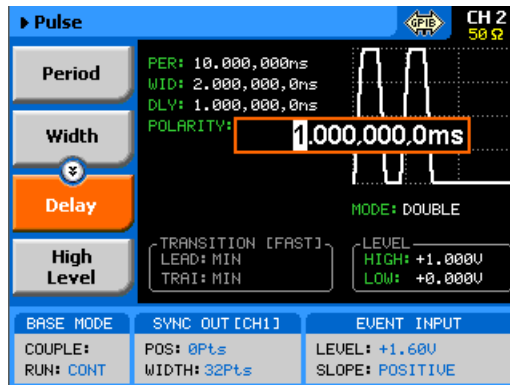 Pulse
GPIB
CH 2
50 Ω
Period
Width
Delay
High
Level
PER: 10.000,000ms
WID: 2.000,000,0ms
DLY: 1.000,000,0ms
POLARITY:
1.000,000,0ms
MODE: DOUBLE
TRANSITION [FAST]
LEAD: MIN
TRAI: MIN
LEVEL
HIGH: +1.000V
LOW: +0.000V
BASE MODE
COUPLE:
RUN: CONT
SYNC OUT [CH1]
POS: 0Pts
WIDTH: 32Pts
EVENT INPUT
LEVEL: +1.60V
SLOPE: POSITIVE